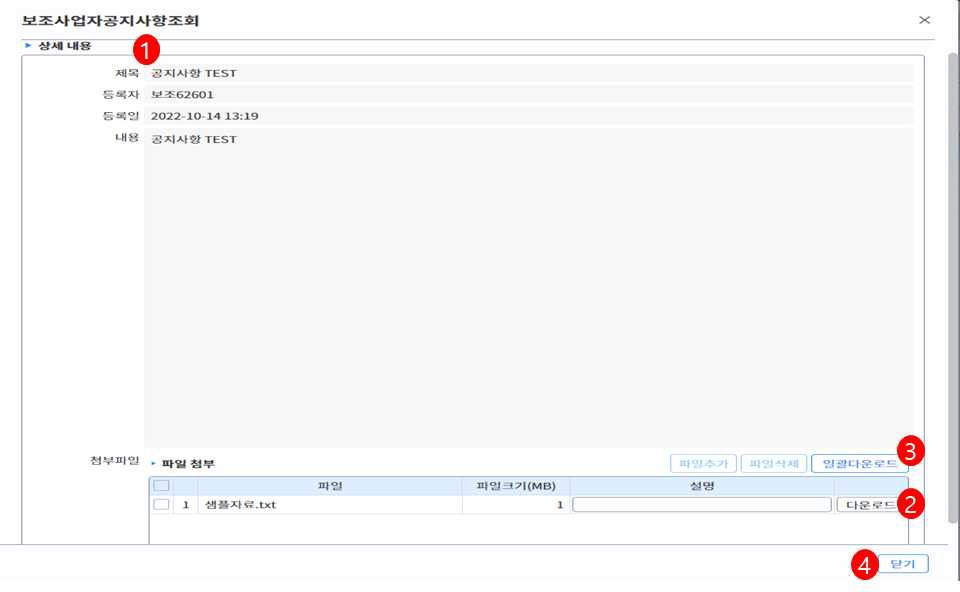 보조사업자공지사항조회
▸ 상세 내용
1
제목 공지사항 TEST
등록자 보조62601
등록일 2022-10-14 13:19
내용 공지사항 TEST
첨부파일 ▸ 파일 첨부 파일추가 파일삭제 일괄다운로드 3
파일 파일크기(MB) 설명
1 샘플자료.txt 1 다운로드 2
4 닫기